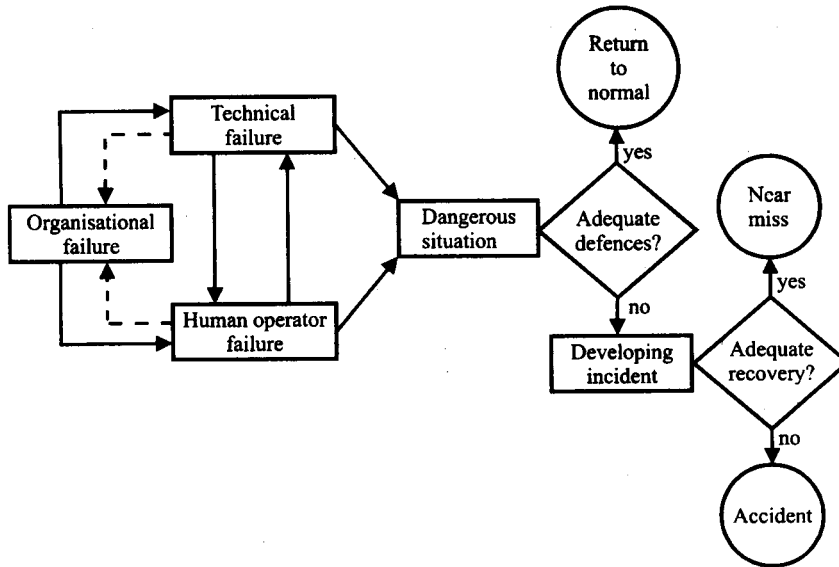 Return
to
normal
Technical
failure
yes
Near
miss
Organisational
failure
Dangerous
situation
Adequate
defences?
yes
no
Human operator
failure
Developing
incident
Adequate
recovery?
no
Accident